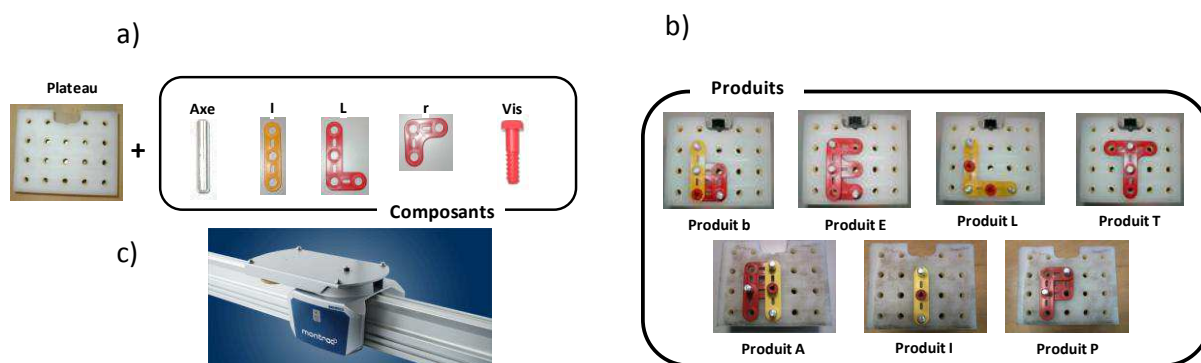 a)
Plateau
+
Axe
I
L
r
Vis
Composants
c)
montrac
b)
Produits
Produit b
Produit E
Produit L
Produit T
Produit A
Produit I
Produit P